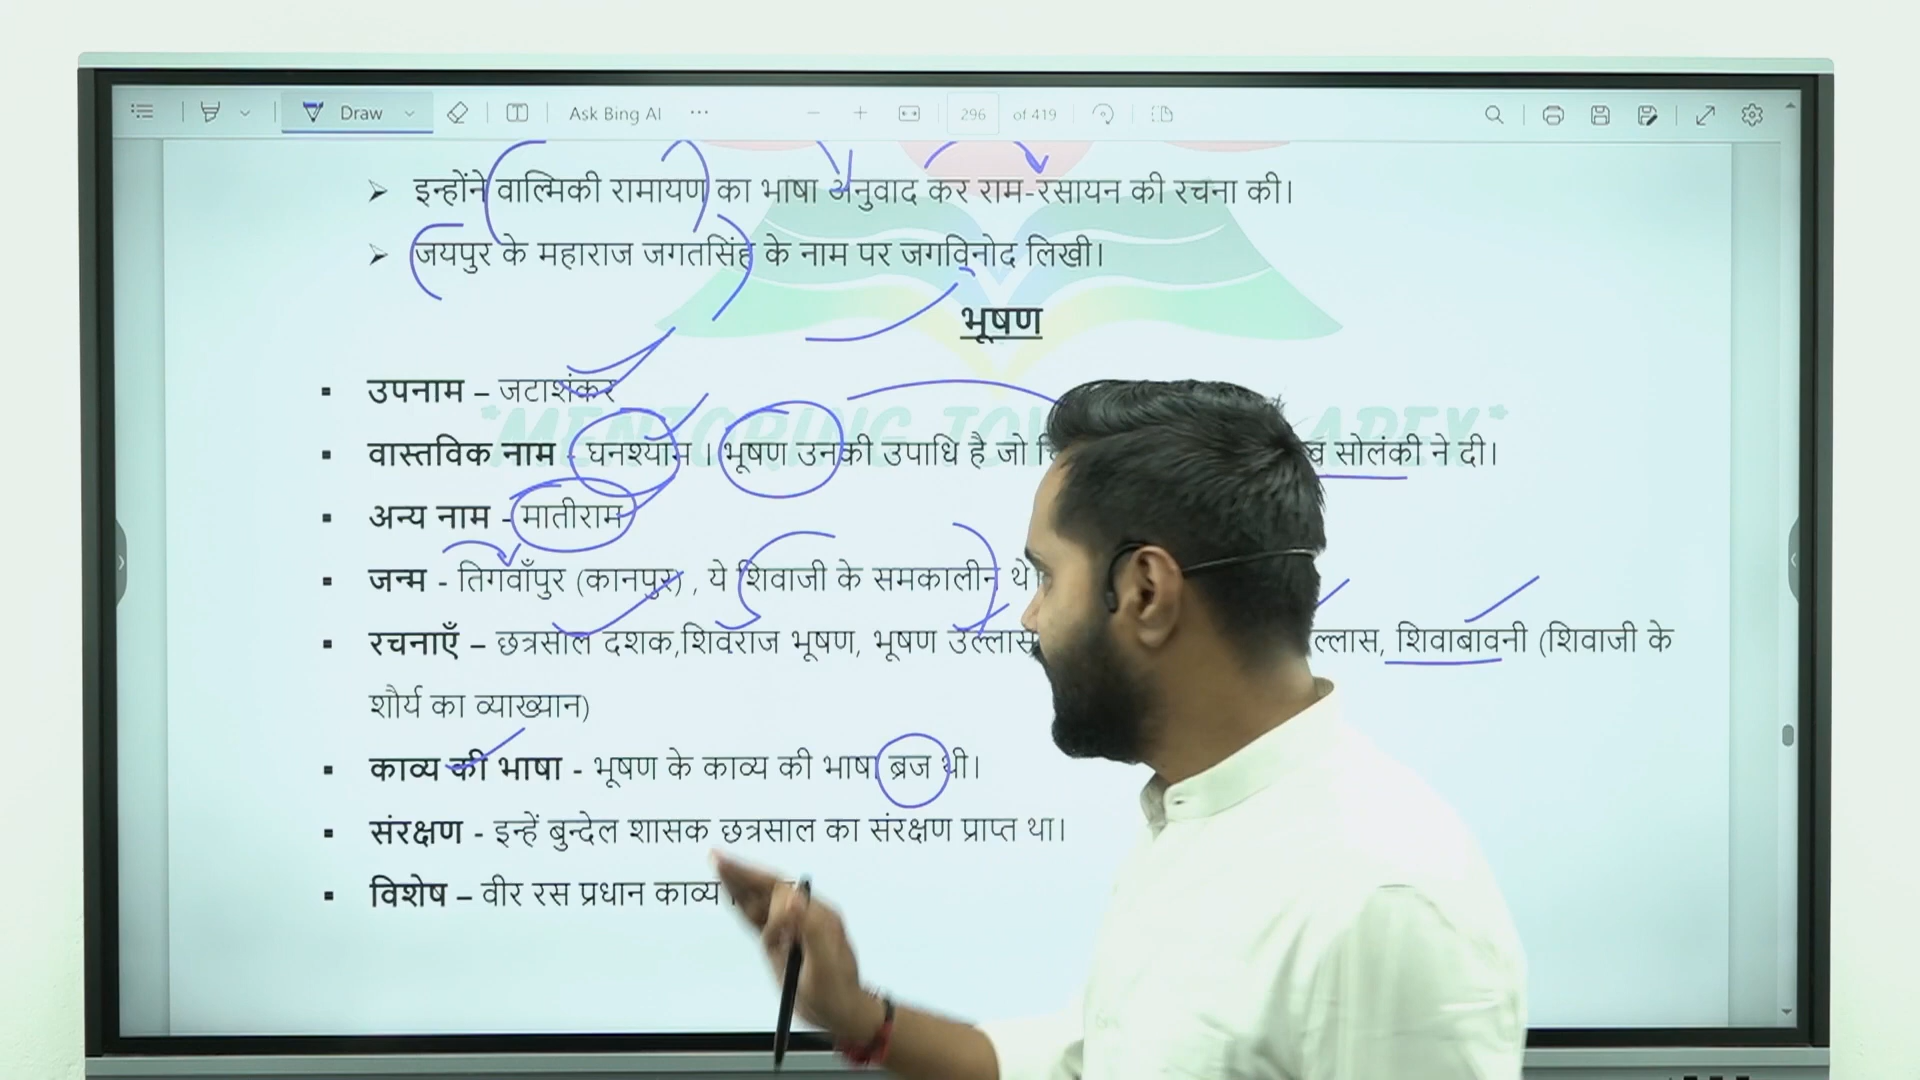 Draw Ask Bing AI ... 296 of 419
इन्होंने वाल्मिकी रामायण का भाषा अनुवाद कर राम-रसायन की रचना की।
जयपुर के महाराज जगतसिंह के नाम पर जगविनोद लिखी।
भूषण
उपनाम – जटाशंकर
वास्तविक नाम - घनश्याम । भूषण उनकी उपाधि है जो सोलंकी ने दी।
अन्य नाम - मातीराम
जन्म - तिगवाँपुर (कानपुर) , ये शिवाजी के समकालीन थे।
रचनाएँ – छत्रसाल दशक,शिवराज भूषण, भूषण उल्लास शिवाबावनी (शिवाजी के
शौर्य का व्याख्यान)
काव्य की भाषा - भूषण के काव्य की भाषा ब्रज थी।
संरक्षण - इन्हें बुन्देल शासक छत्रसाल का संरक्षण प्राप्त था।
विशेष – वीर रस प्रधान काव्य